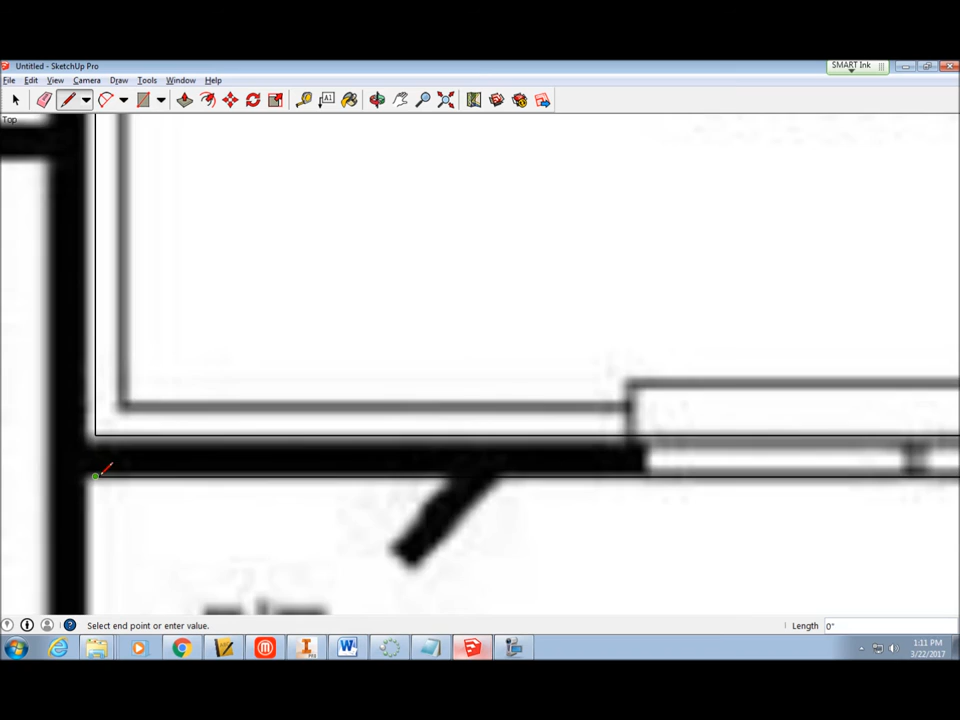 Untitled - SketchUp Pro
SMART Ink
File Edit View Camera Draw Tools Window Help
A1
Top
Select end point or enter value.
Length 0"
1:11 PM
3/22/2017